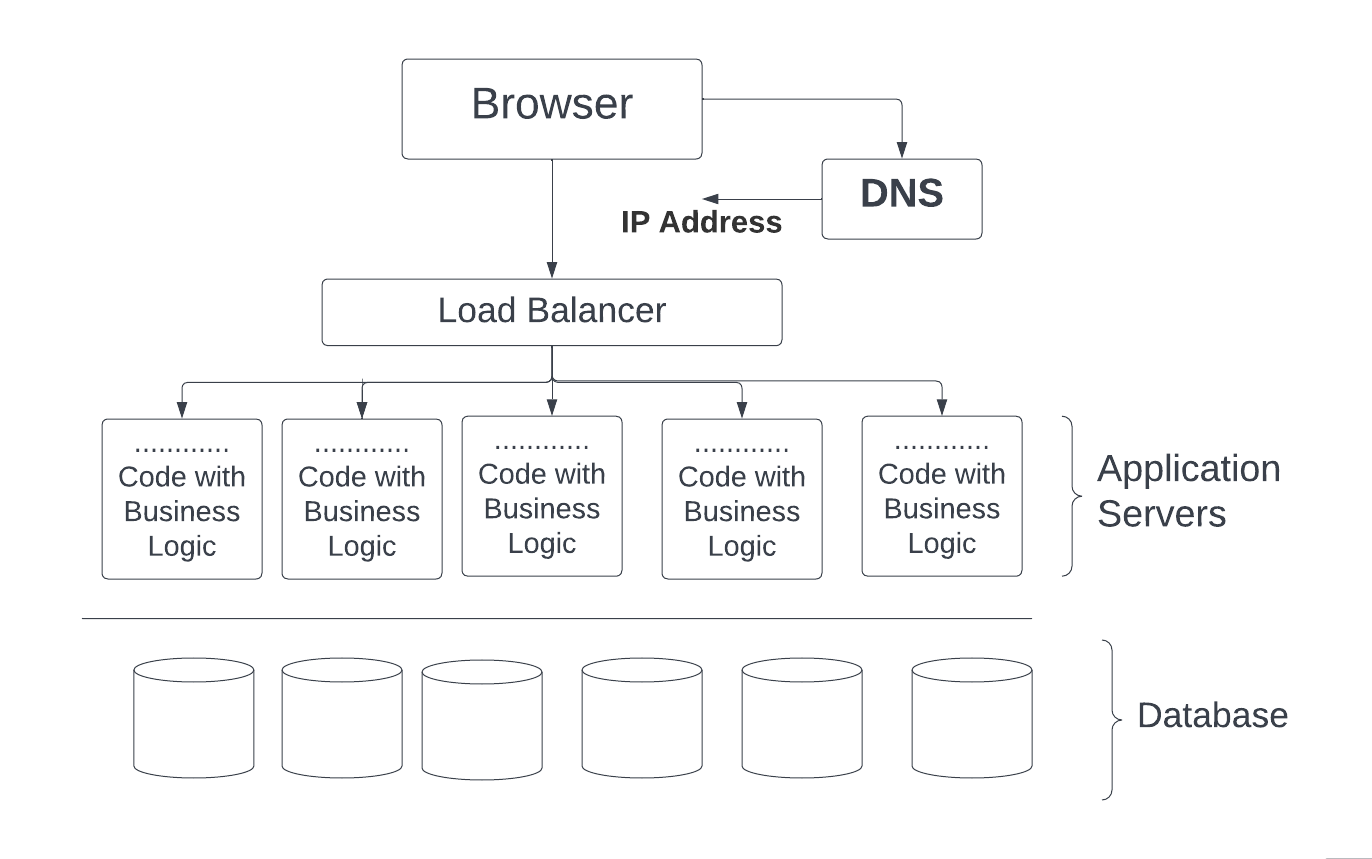 Browser
DNS
IP Address
Load Balancer
............
Code with
Business
Logic
............
Code with
Business
Logic
............
Code with
Business
Logic
............
Code with
Business
Logic
............
Code with
Business
Logic
Application
Servers
Database